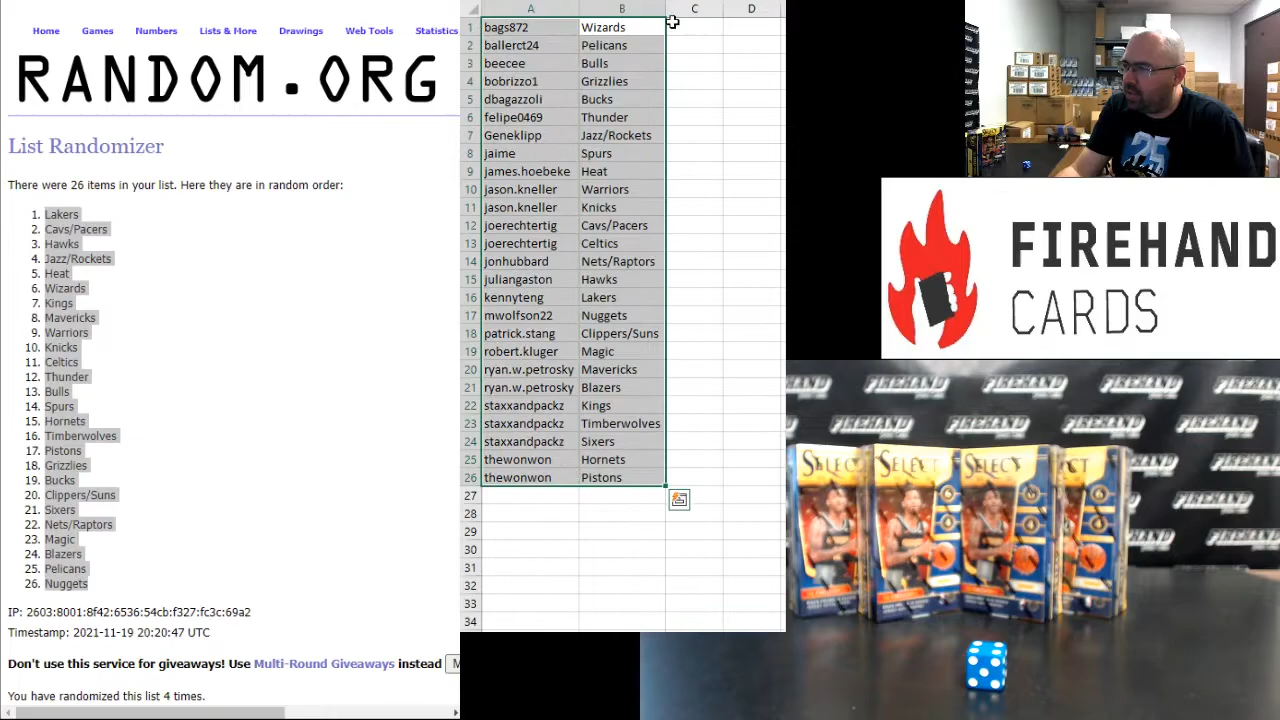 Home Games Numbers Lists & More Drawings Web Tools Statistics
RANDOM.ORG
List Randomizer
There were 26 items in your list. Here they are in random order:
1. Lakers
2. Cavs/Pacers
3. Hawks
4. Jazz/Rockets
5. Heat
6. Wizards
7. Kings
8. Mavericks
9. Warriors
10. Knicks
11. Celtics
12. Thunder
13. Bulls
14. Spurs
15. Hornets
16. Timberwolves
17. Pistons
18. Grizzlies
19. Bucks
20. Clippers/Suns
21. Sixers
22. Nets/Raptors
23. Magic
24. Blazers
25. Pelicans
26. Nuggets
IP: 2603:8001:8f42:6536:54cb:f327:fc3c:69a2
Timestamp: 2021-11-19 20:20:47 UTC
Don't use this service for giveaways! Use Multi-Round Giveaways instead M
You have randomized this list 4 times.
A B C D
1 bags872 Wizards
2 ballerct24 Pelicans
3 beecee Bulls
4 bobrizzo1 Grizzlies
5 dbagazzoli Bucks
6 felipe0469 Thunder
7 Geneklipp Jazz/Rockets
8 jaime Spurs
9 james.hoebeke Heat
10 jason.kneller Warriors
11 jason.kneller Knicks
12 joerechtertig Cavs/Pacers
13 joerechtertig Celtics
14 jonhubbard Nets/Raptors
15 juliangaston Hawks
16 kennyteng Lakers
17 mwolfson22 Nuggets
18 patrick.stang Clippers/Suns
19 robert.kluger Magic
20 ryan.w.petrosky Mavericks
21 ryan.w.petrosky Blazers
22 staxxandpackz Kings
23 staxxandpackz Timberwolves
24 staxxandpackz Sixers
25 thewonwon Hornets
26 thewonwon Pistons
27
28
29
30
31
32
33
34
25
FIREHAND
CARDS
FIREHAND FIREHAND FIREHAND FIREHAND
SELECT SELECT SELECT